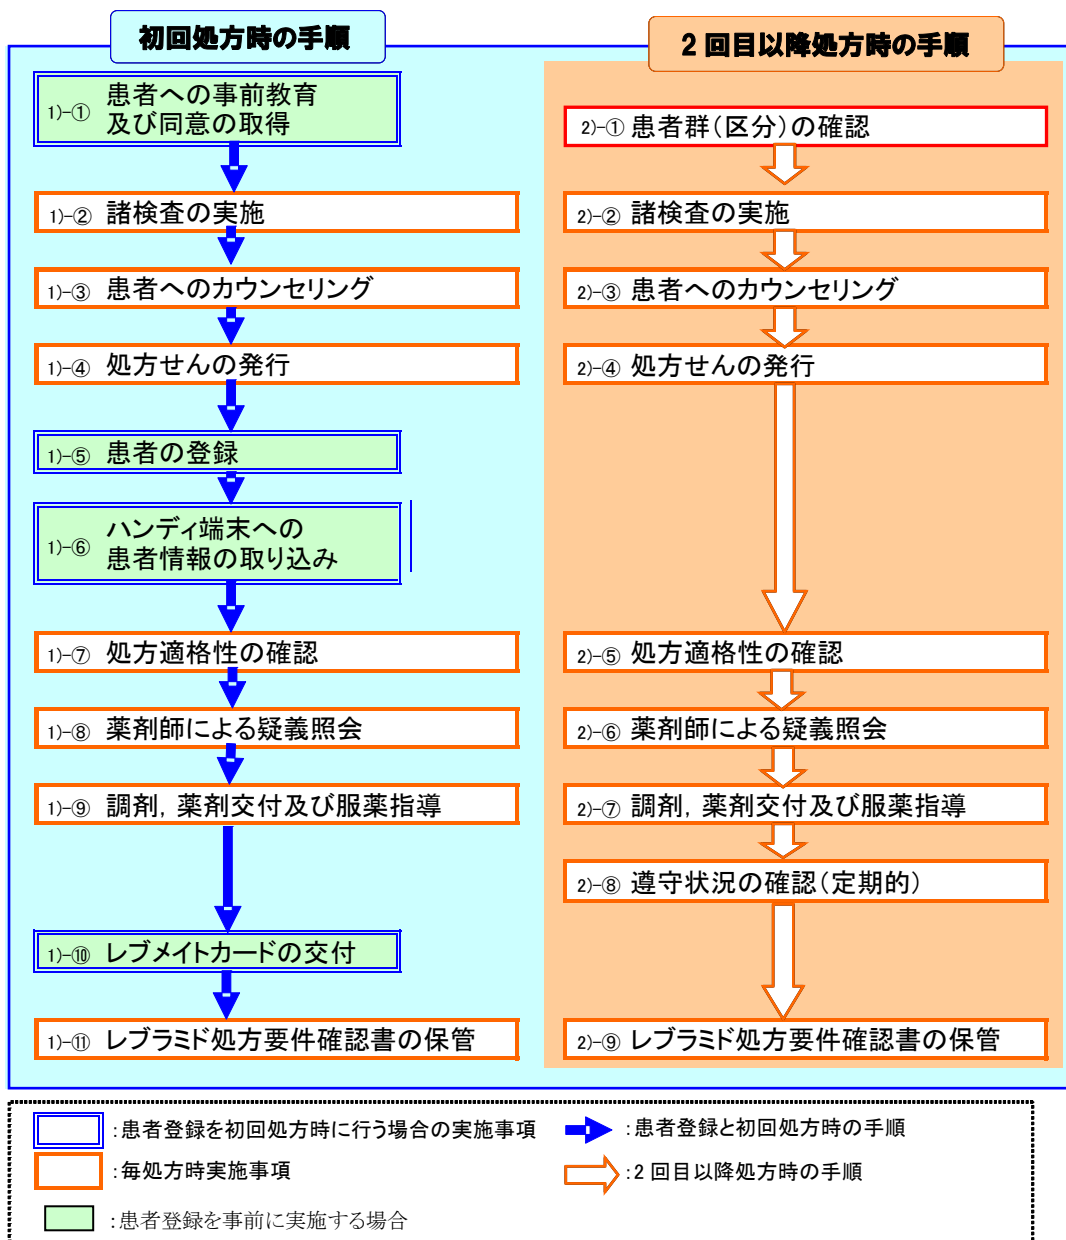 初回処方時の手順
1)-① 患者への事前教育
及び同意の取得
1)-② 諸検査の実施
1)-③ 患者へのカウンセリング
1)-④ 処方せんの発行
1)-⑤ 患者の登録
1)-⑥ ハンディ端末への
患者情報の取り込み
1)-⑦ 処方適格性の確認
1)-⑧ 薬剤師による疑義照会
1)-⑨ 調剤，薬剤交付及び服薬指導
1)-⑩ レブメイトカードの交付
1)-⑪ レブラミド処方要件確認書の保管
2回目以降処方時の手順
2)-① 患者群（区分）の確認
2)-② 諸検査の実施
2)-③ 患者へのカウンセリング
2)-④ 処方せんの発行
2)-⑤ 処方適格性の確認
2)-⑥ 薬剤師による疑義照会
2)-⑦ 調剤，薬剤交付及び服薬指導
2)-⑧ 遵守状況の確認（定期的）
2)-⑨ レブラミド処方要件確認書の保管
：患者登録を初回処方時に行う場合の実施事項
：患者登録と初回処方時の手順
：毎処方時実施事項
：2回目以降処方時の手順
：患者登録を事前に実施する場合